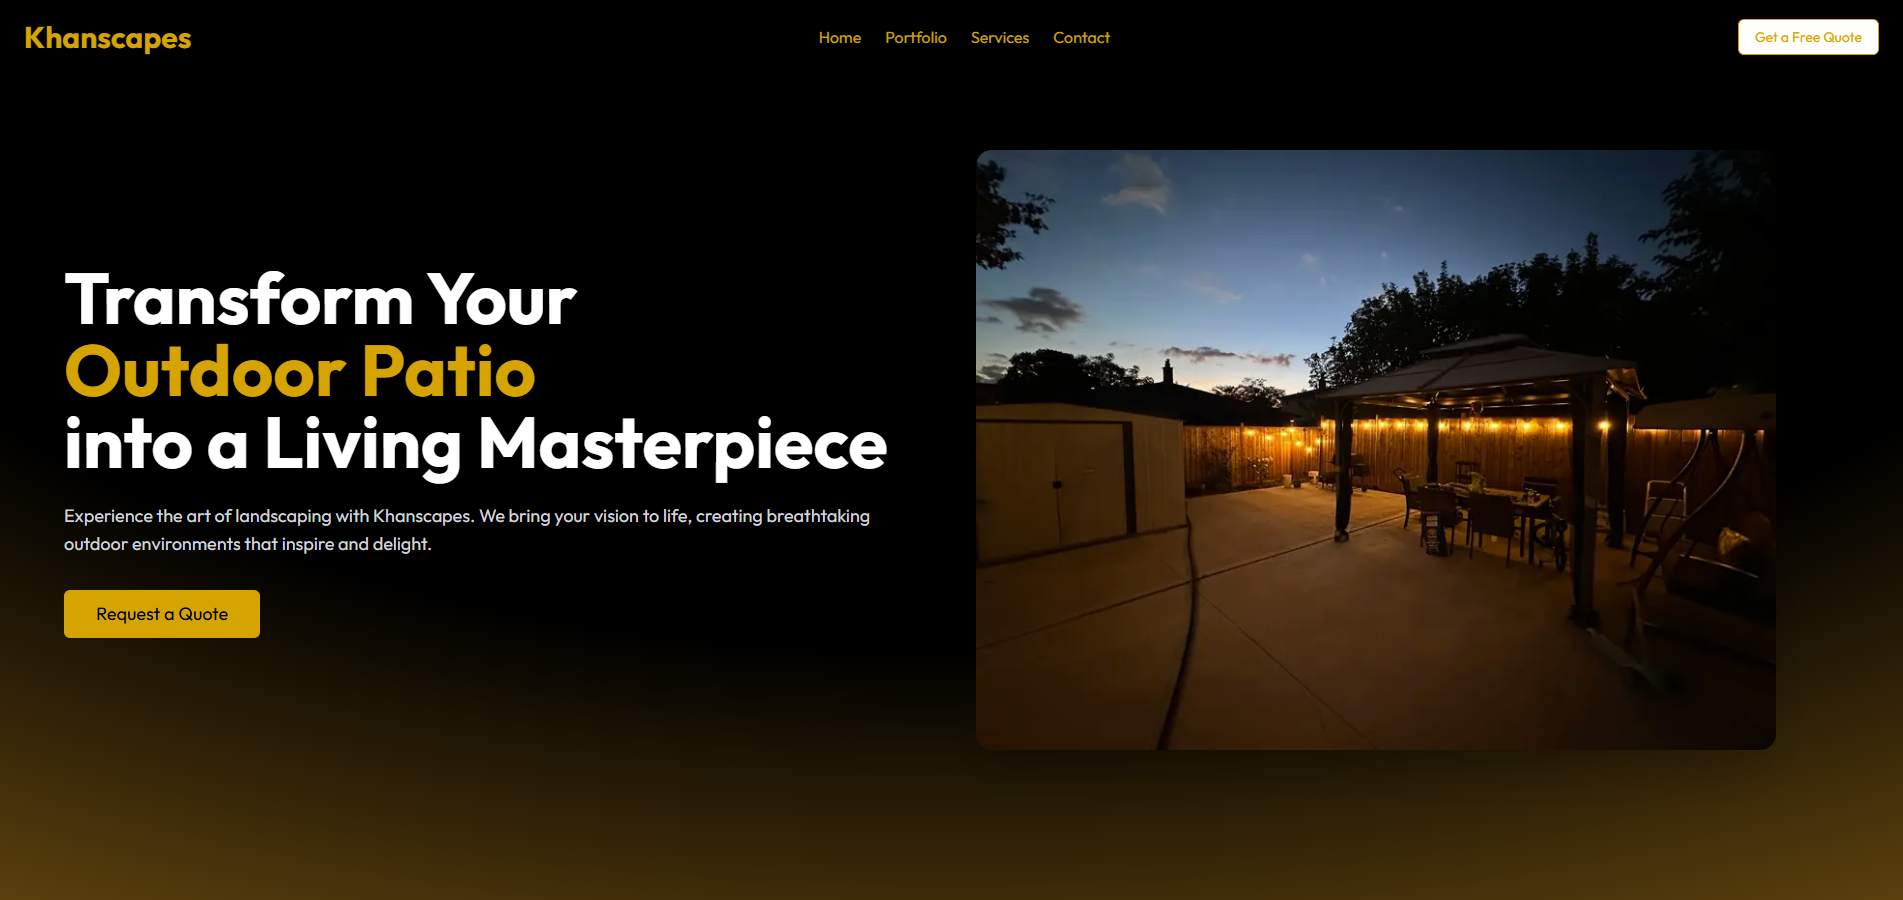 Khanscapes
Home
Portfolio
Services
Contact
Get a Free Quote
Transform Your
Outdoor Patio
into a Living Masterpiece
Experience the art of landscaping with Khanscapes. We bring your vision to life, creating breathtaking
outdoor environments that inspire and delight.
Request a Quote